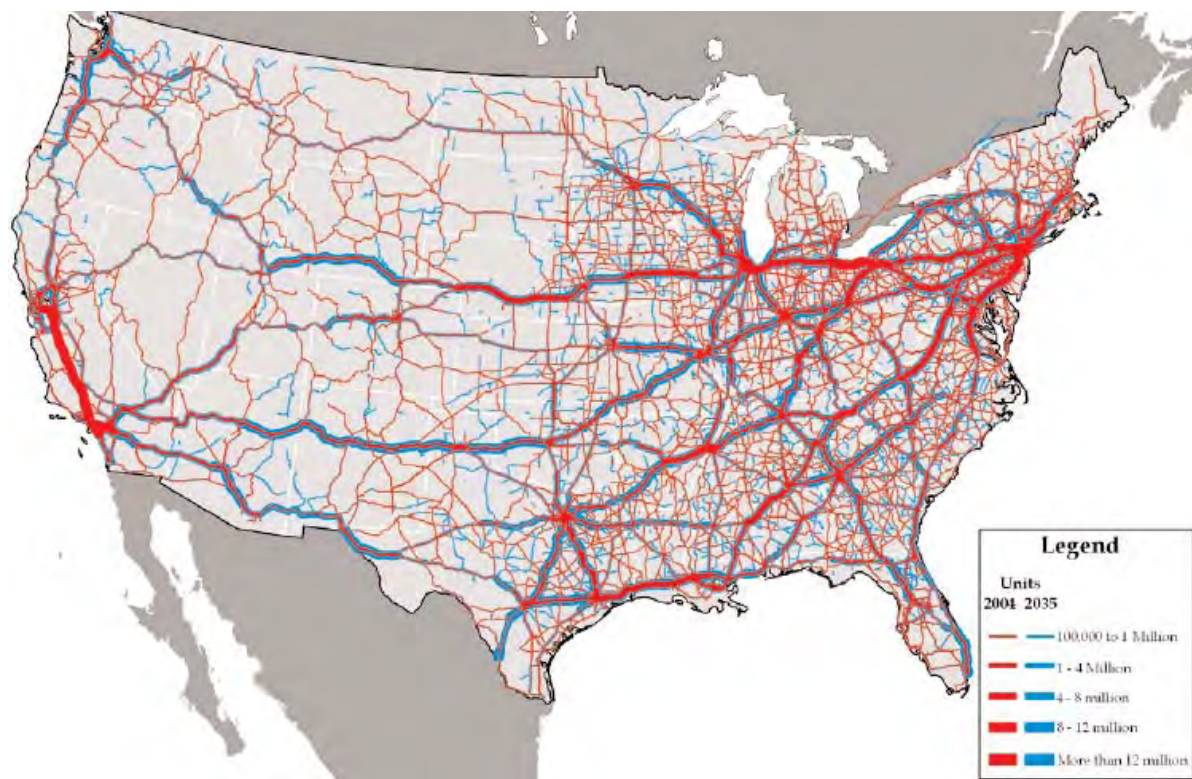 Legend
Units
2004 2035
100,000 to 1 Million
1 - 4 Million
4 - 8 million
8 - 12 million
More than 12 million